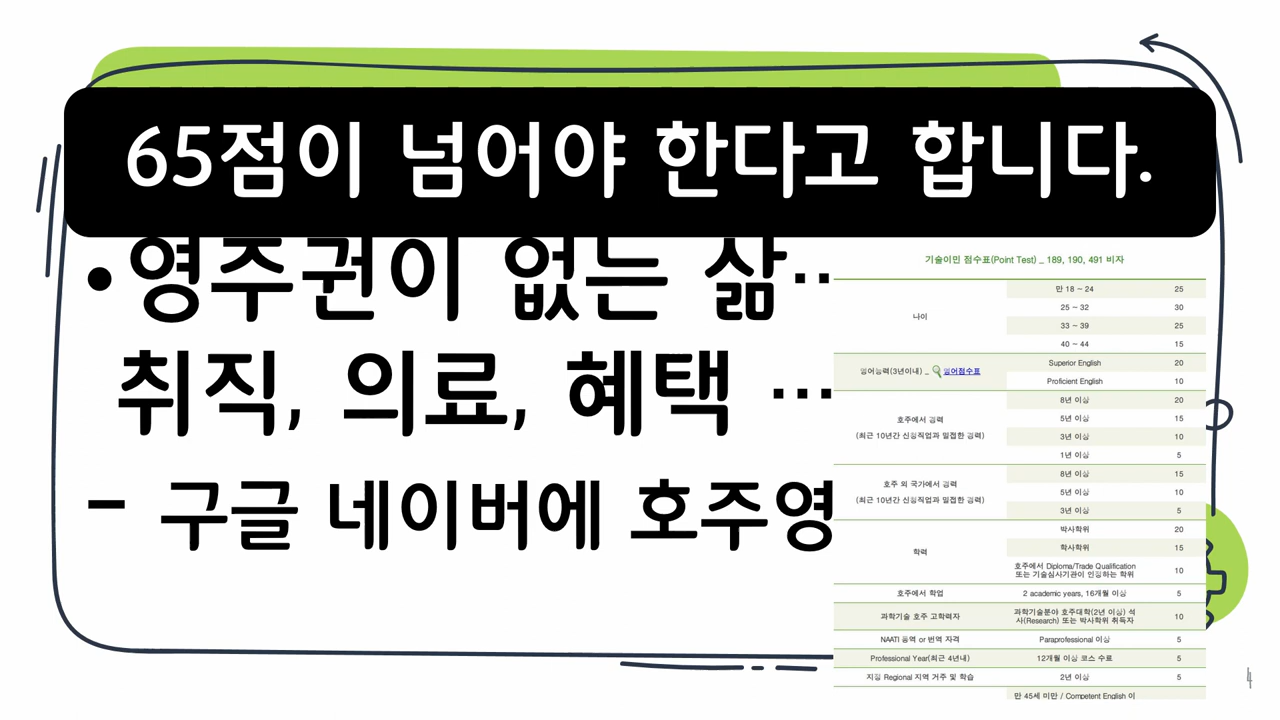 65점이 넘어야 한다고 합니다.
•영주권이 없는 삶…
취직, 의료, 혜택 …
- 구글 네이버에 호주영
기술이민 점수표(Point Test) _ 189, 190, 491 비자
나이
만 18 ~ 24 25
25 ~ 32 30
33 ~ 39 25
40 ~ 44 15
영어능력(3년이내) _ 영어점수표
Superior English 20
Proficient English 10
호주에서 경력
(최근 10년간 신청직업과 밀접한 경력)
8년 이상 20
5년 이상 15
3년 이상 10
1년 이상 5
호주 외 국가에서 경력
(최근 10년간 신청직업과 밀접한 경력)
8년 이상 15
5년 이상 10
3년 이상 5
학력
박사학위 20
학사학위 15
호주에서 Diploma/Trade Qualification
또는 기술심사기관이 인정하는 학위 10
호주에서 학업 2 academic years, 16개월 이상 5
과학기술 호주 고학력자 과학기술분야 호주대학(2년 이상) 석
사(Research) 또는 박사학위 취득자 10
NAATI 통역 or 번역 자격 Paraprofessional 이상 5
Professional Year(최근 4년내) 12개월 이상 코스 수료 5
지정 Regional 지역 거주 및 학습 2년 이상 5
만 45세 미만 / Competent English 이
4